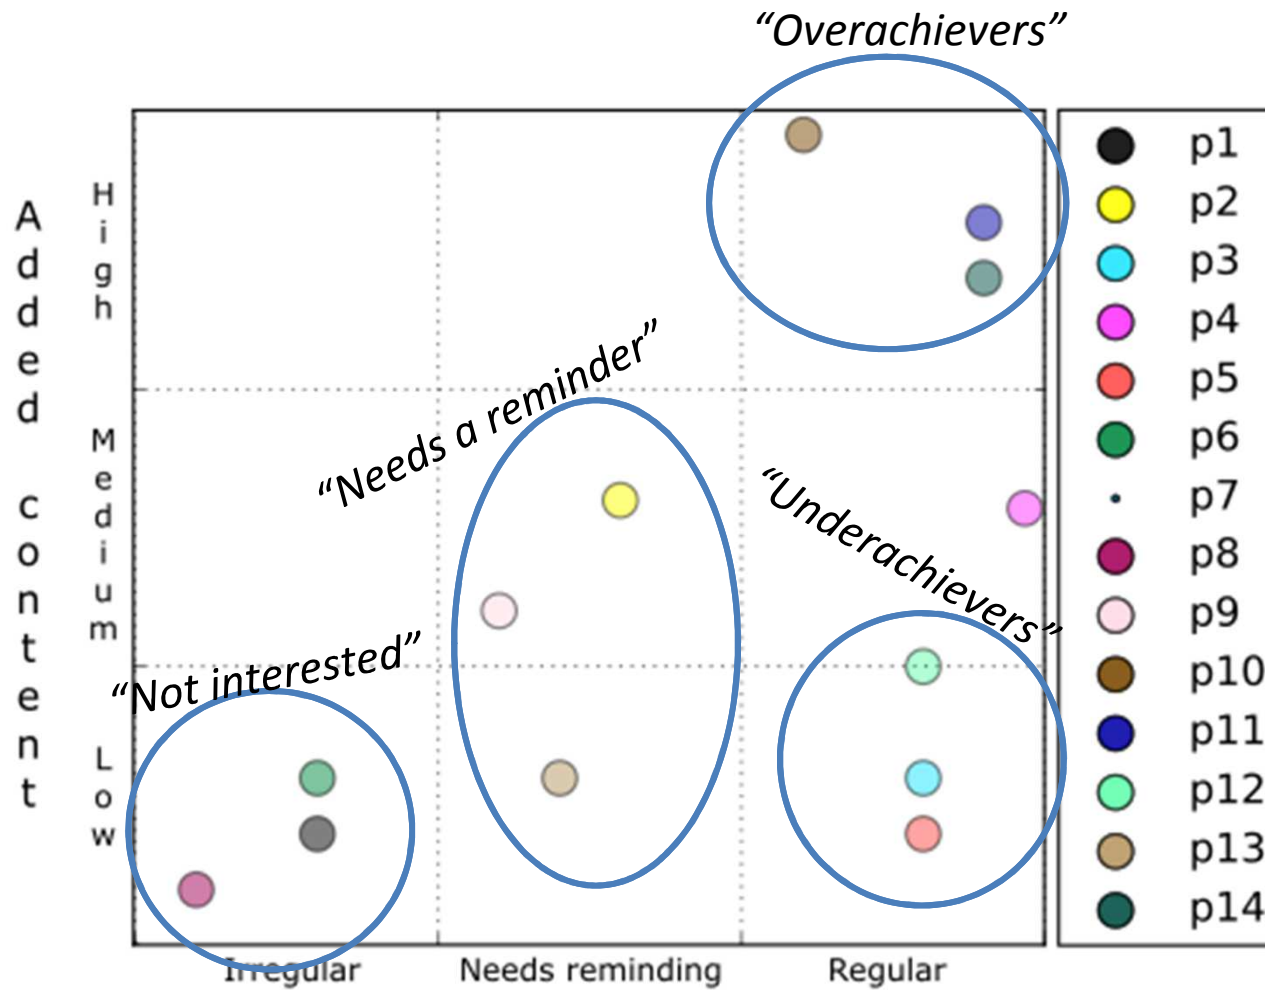 “Overachievers”
Added content
High
Medium
Low
“Needs a reminder”
“Underachievers”
“Not interested”
Irregular
Needs reminding
Regular
p1
p2
p3
p4
p5
p6
p7
p8
p9
p10
p11
p12
p13
p14